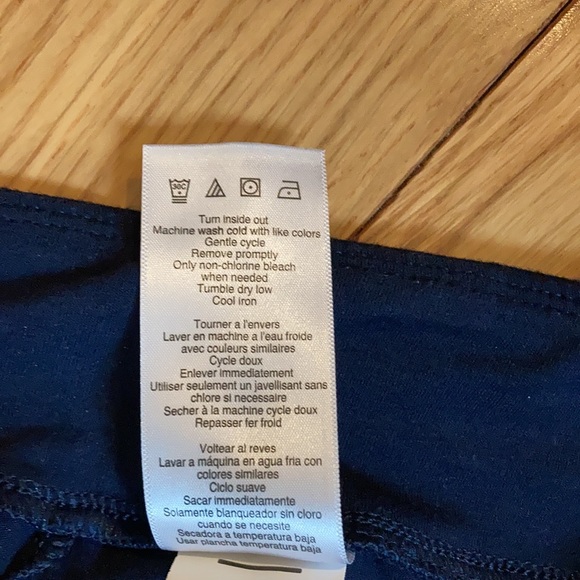 30C
Turn inside out
Machine wash cold with like colors
Gentle cycle
Remove promptly
Only non-chlorine bleach
when needed
Tumble dry low
Cool iron
Tourner a l'envers
Laver en machine a l'eau froide
avec couleurs similaires
Cycle doux
Enlever immediatement
Utiliser seulement un javellisant sans
chlore si necessaire
Secher à la machine cycle doux
Repasser fer froid
Voltear al reves
Lavar a máquina en agua fria con
colores similares
Ciclo suave
Sacar immediatamente
Solamente blanqueador sin cloro
cuando se necesite
Secadora a temperatura baja
Usar plancha temperatura baja